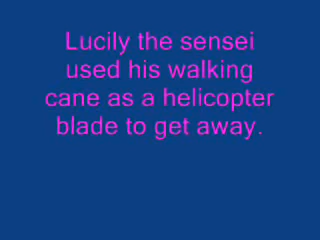 Lucily the sensei
used his walking
cane as a helicopter
blade to get away.